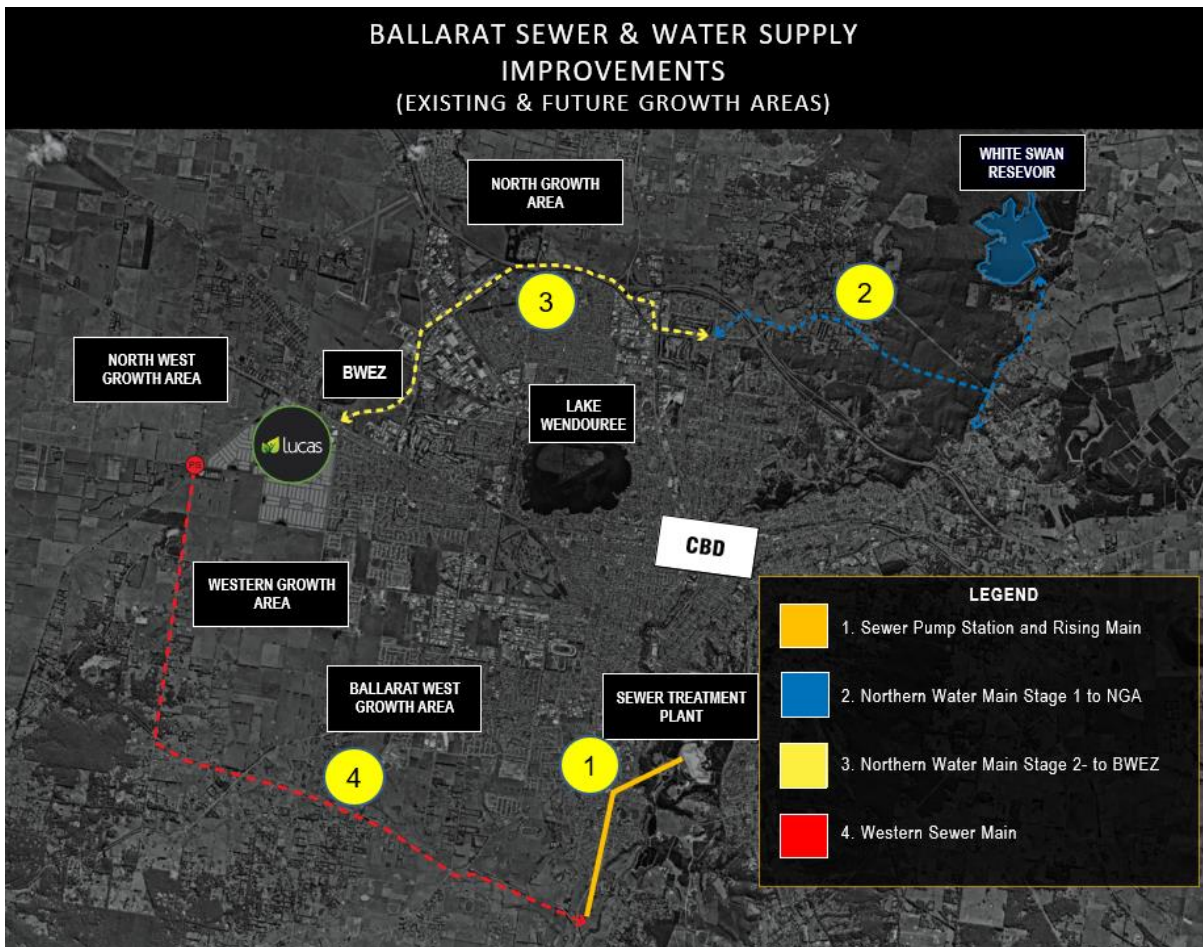 BALLARAT SEWER & WATER SUPPLY
IMPROVEMENTS
(EXISTING & FUTURE GROWTH AREAS)
WHITE SWAN
RESEVOIR
NORTH GROWTH
AREA
2
3
NORTH WEST
GROWTH AREA
BWEZ
LAKE
WENDOUREE
lucas
PS
CBD
WESTERN GROWTH
AREA
BALLARAT WEST
GROWTH AREA
SEWER TREATMENT
PLANT
1
4
LEGEND
1. Sewer Pump Station and Rising Main
2. Northern Water Main Stage 1 to NGA
3. Northern Water Main Stage 2- to BWEZ
4. Western Sewer Main